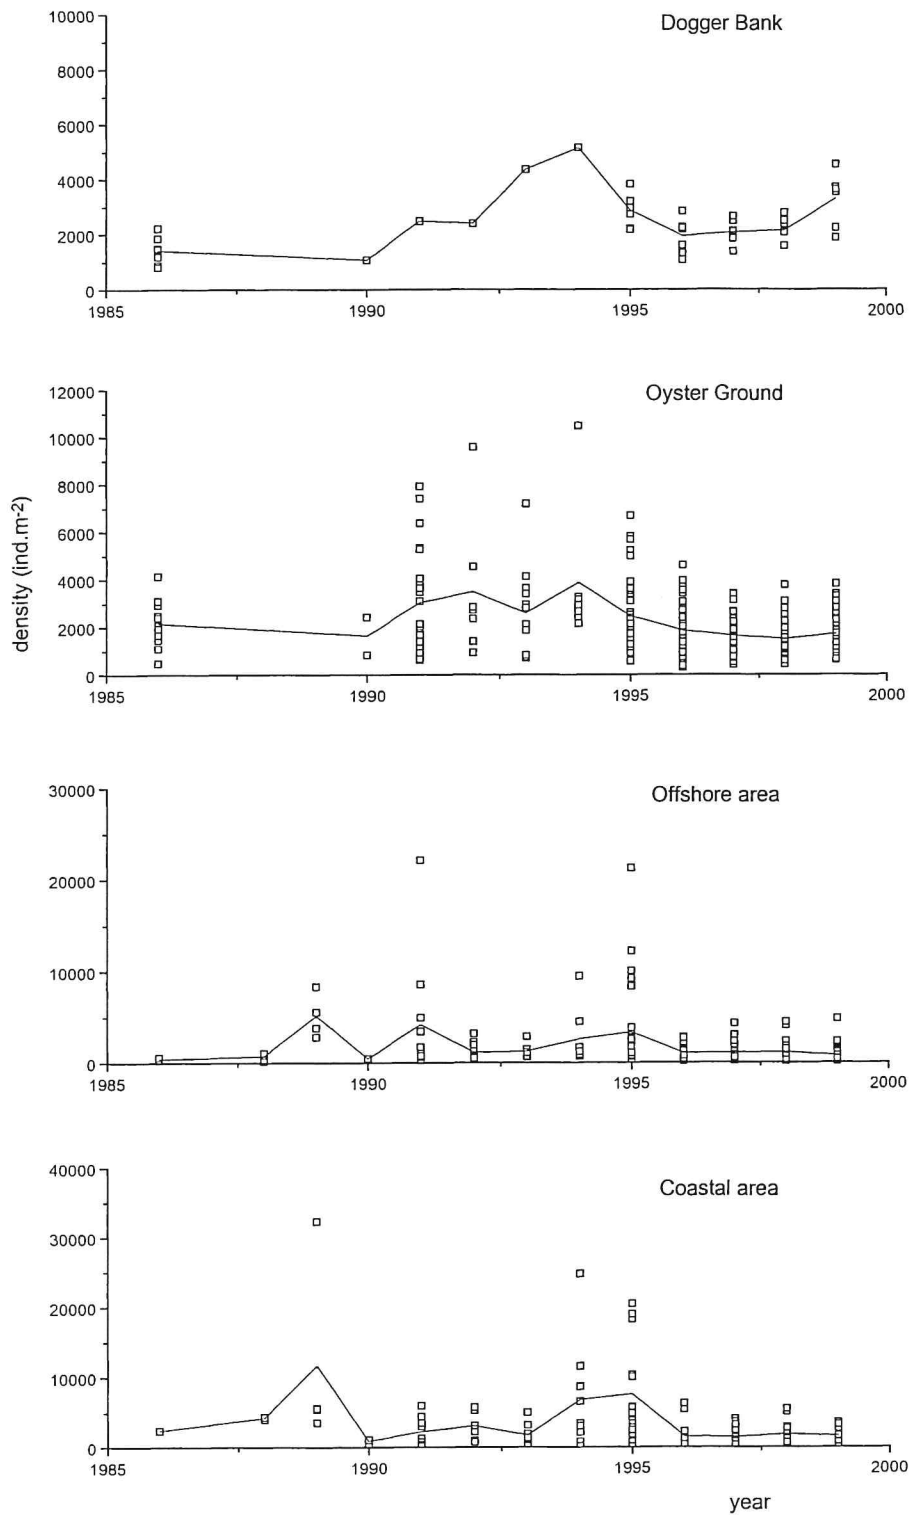 Dogger Bank
10000
8000
6000
4000
2000
0
1985 1990 1995 2000
Oyster Ground
12000
10000
8000
6000
4000
2000
0
1985 1990 1995 2000
density (ind.m-2)
Offshore area
30000
20000
10000
0
1985 1990 1995 2000
Coastal area
40000
30000
20000
10000
0
1985 1990 1995 2000
year